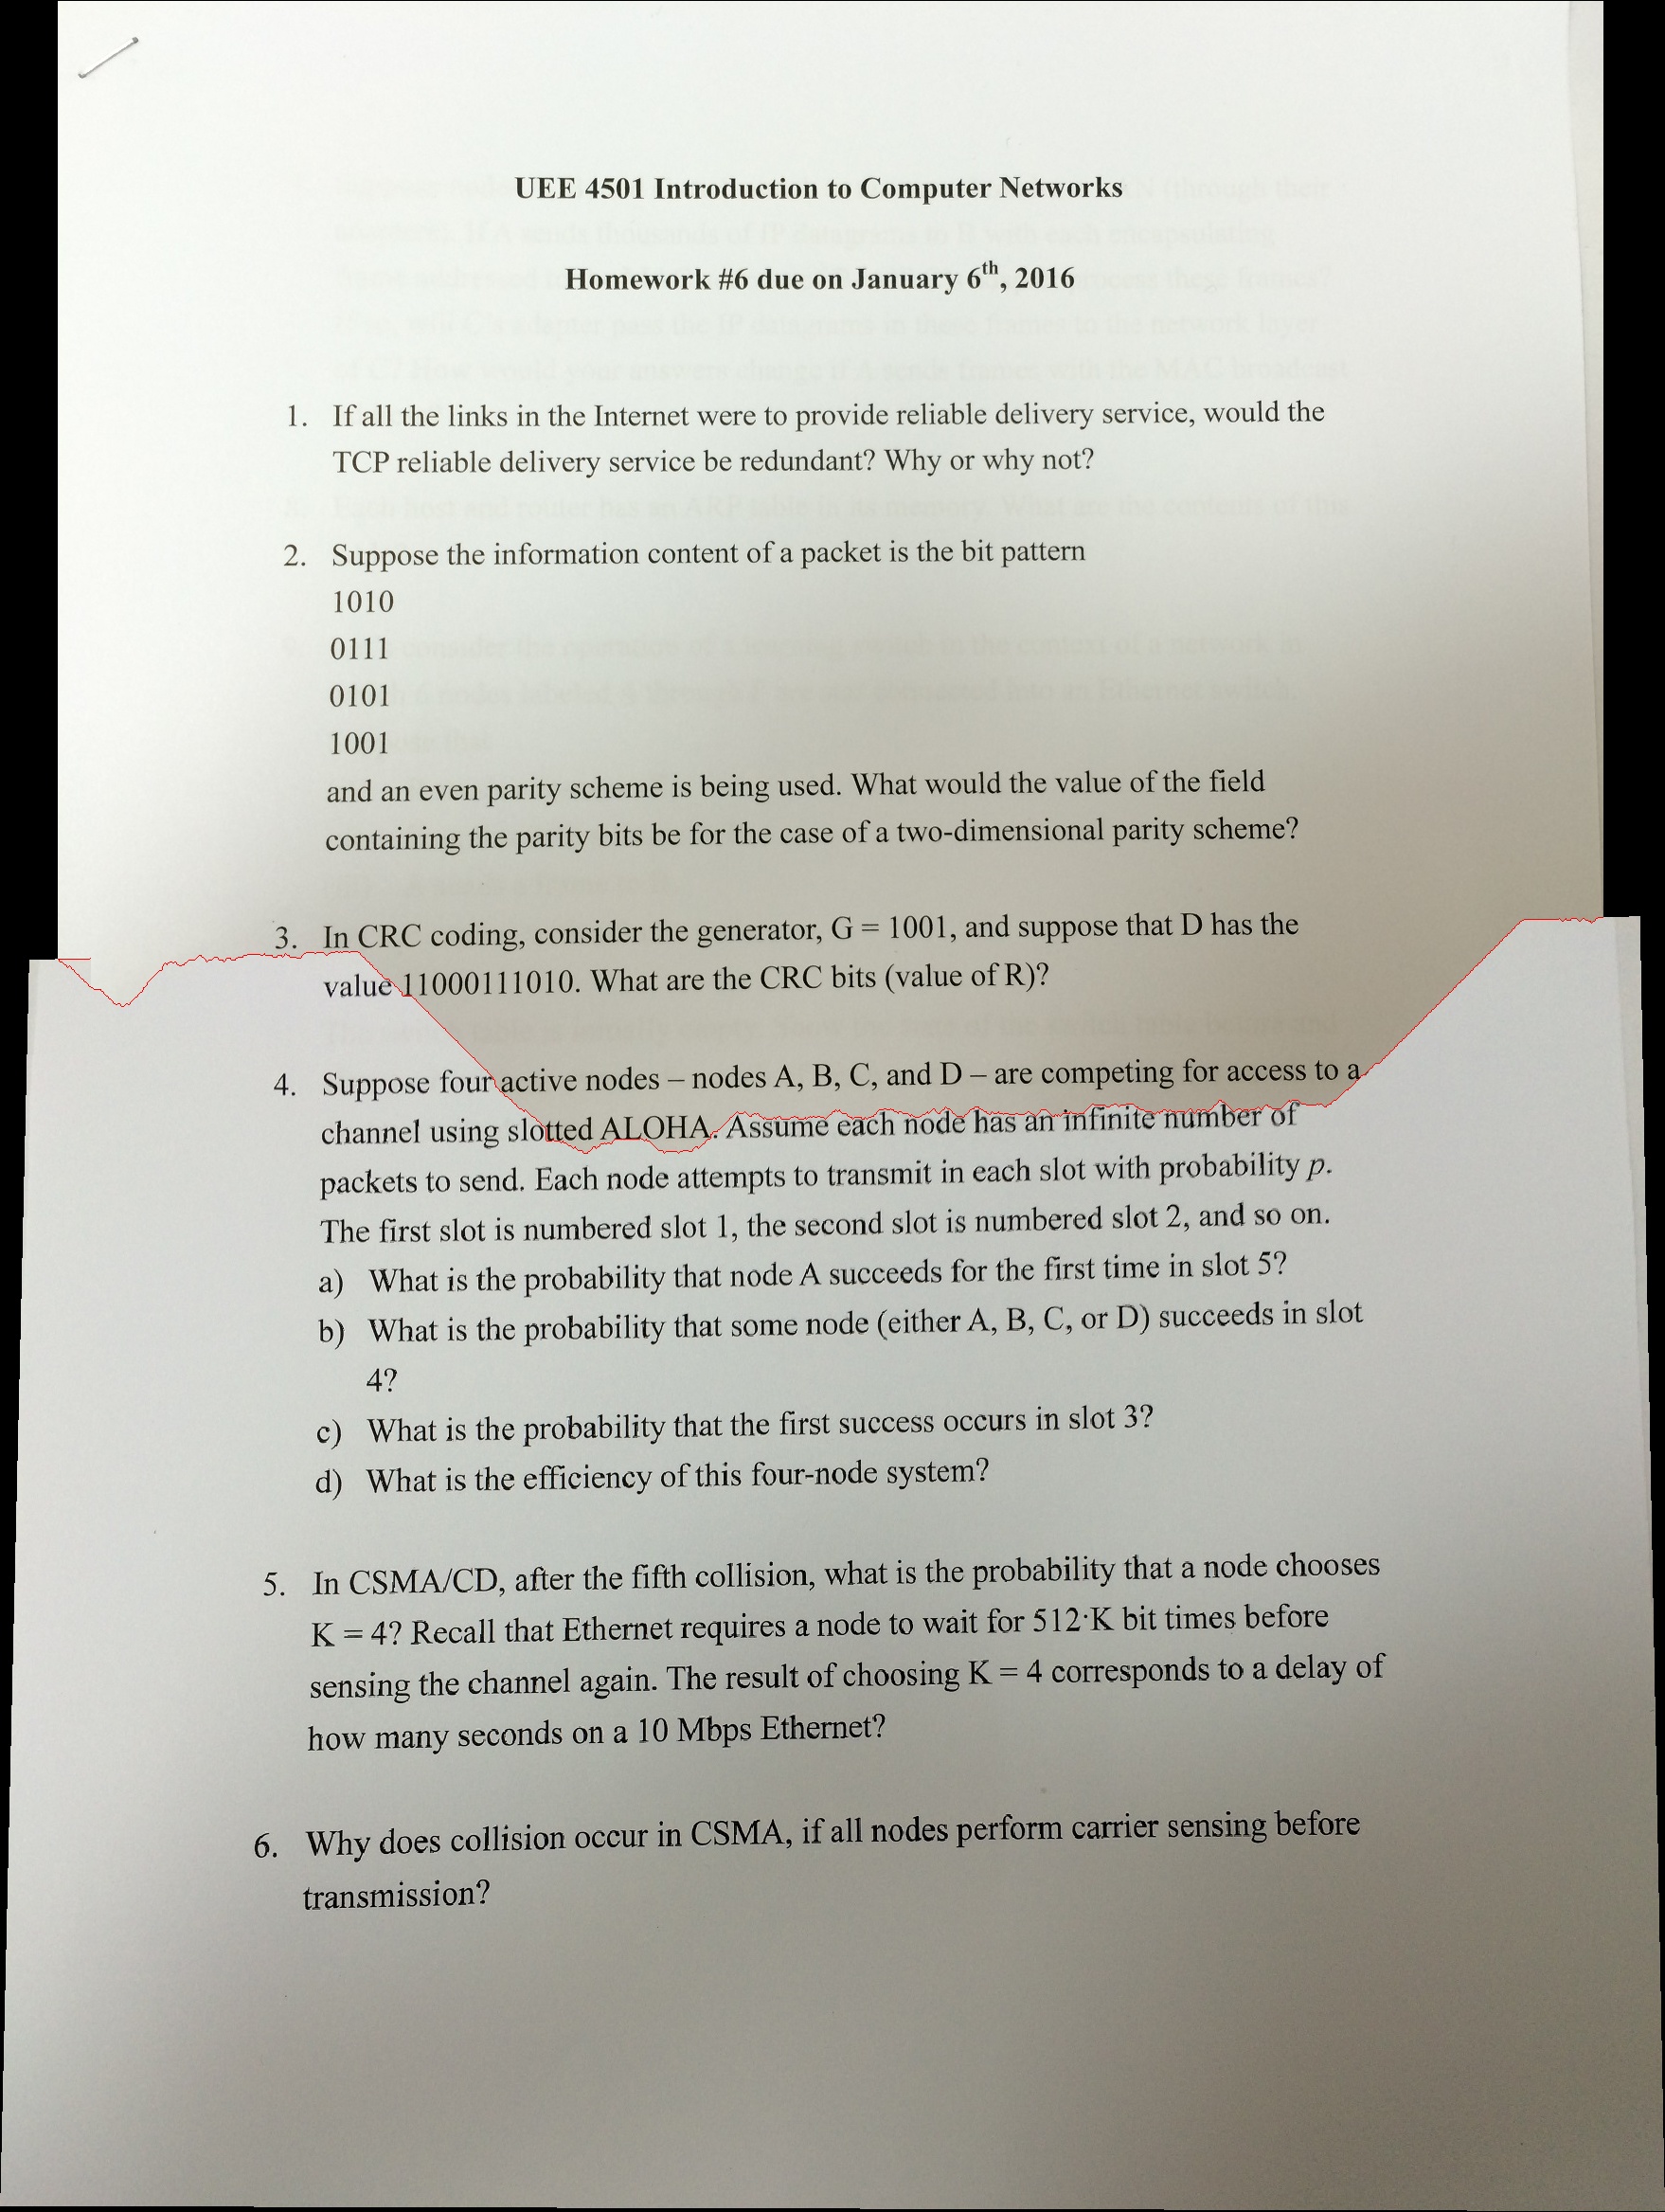 UEE 4501 Introduction to Computer Networks
Homework #6 due on January 6th, 2016
1. If all the links in the Internet were to provide reliable delivery service, would the
TCP reliable delivery service be redundant? Why or why not?
2. Suppose the information content of a packet is the bit pattern
1010
0111
0101
1001
and an even parity scheme is being used. What would the value of the field
containing the parity bits be for the case of a two-dimensional parity scheme?
3. In CRC coding, consider the generator, G = 1001, and suppose that D has the
value 11000111010. What are the CRC bits (value of R)?
4. Suppose four active nodes – nodes A, B, C, and D – are competing for access to a
channel using slotted ALOHA. Assume each node has an infinite number of
packets to send. Each node attempts to transmit in each slot with probability p.
The first slot is numbered slot 1, the second slot is numbered slot 2, and so on.
a) What is the probability that node A succeeds for the first time in slot 5?
b) What is the probability that some node (either A, B, C, or D) succeeds in slot
4?
c) What is the probability that the first success occurs in slot 3?
d) What is the efficiency of this four-node system?
5. In CSMA/CD, after the fifth collision, what is the probability that a node chooses
K = 4? Recall that Ethernet requires a node to wait for 512·K bit times before
sensing the channel again. The result of choosing K = 4 corresponds to a delay of
how many seconds on a 10 Mbps Ethernet?
6. Why does collision occur in CSMA, if all nodes perform carrier sensing before
transmission?